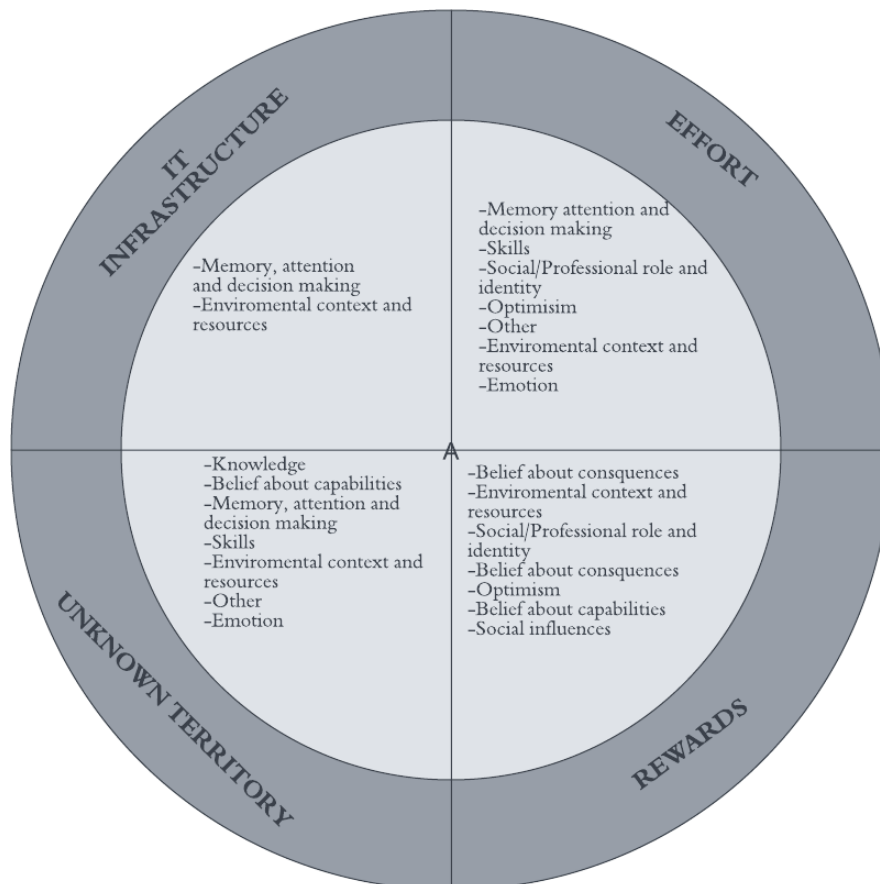 IT
INFRASTRUCTURE
-Memory, attention
and decision making
-Enviromental context and
resources
EFFORT
-Memory attention and
decision making
-Skills
-Social/Professional role and
identity
-Optimisim
-Other
-Enviromental context and
resources
-Emotion
A
UNKNOWN TERRITORY
-Knowledge
-Belief about capabilities
-Memory, attention and
decision making
-Skills
-Enviromental context and
resources
-Other
-Emotion
REWARDS
-Belief about consquences
-Enviromental context and
resources
-Social/Professional role and
identity
-Belief about consquences
-Optimism
-Belief about capabilities
-Social influences